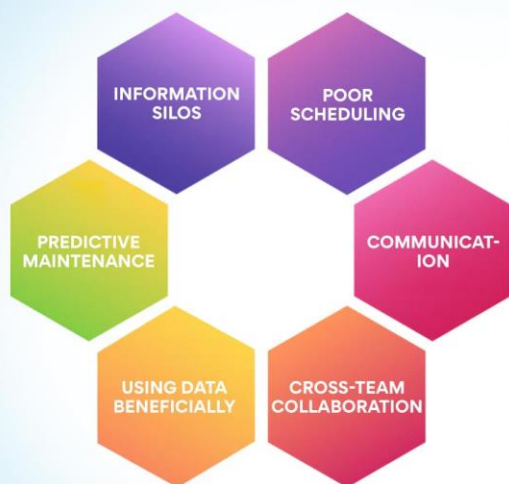 INFORMATION
SILOS
POOR
SCHEDULING
PREDICTIVE
MAINTENANCE
COMMUNICAT-
ION
USING DATA
BENEFICIALLY
CROSS-TEAM
COLLABORATION